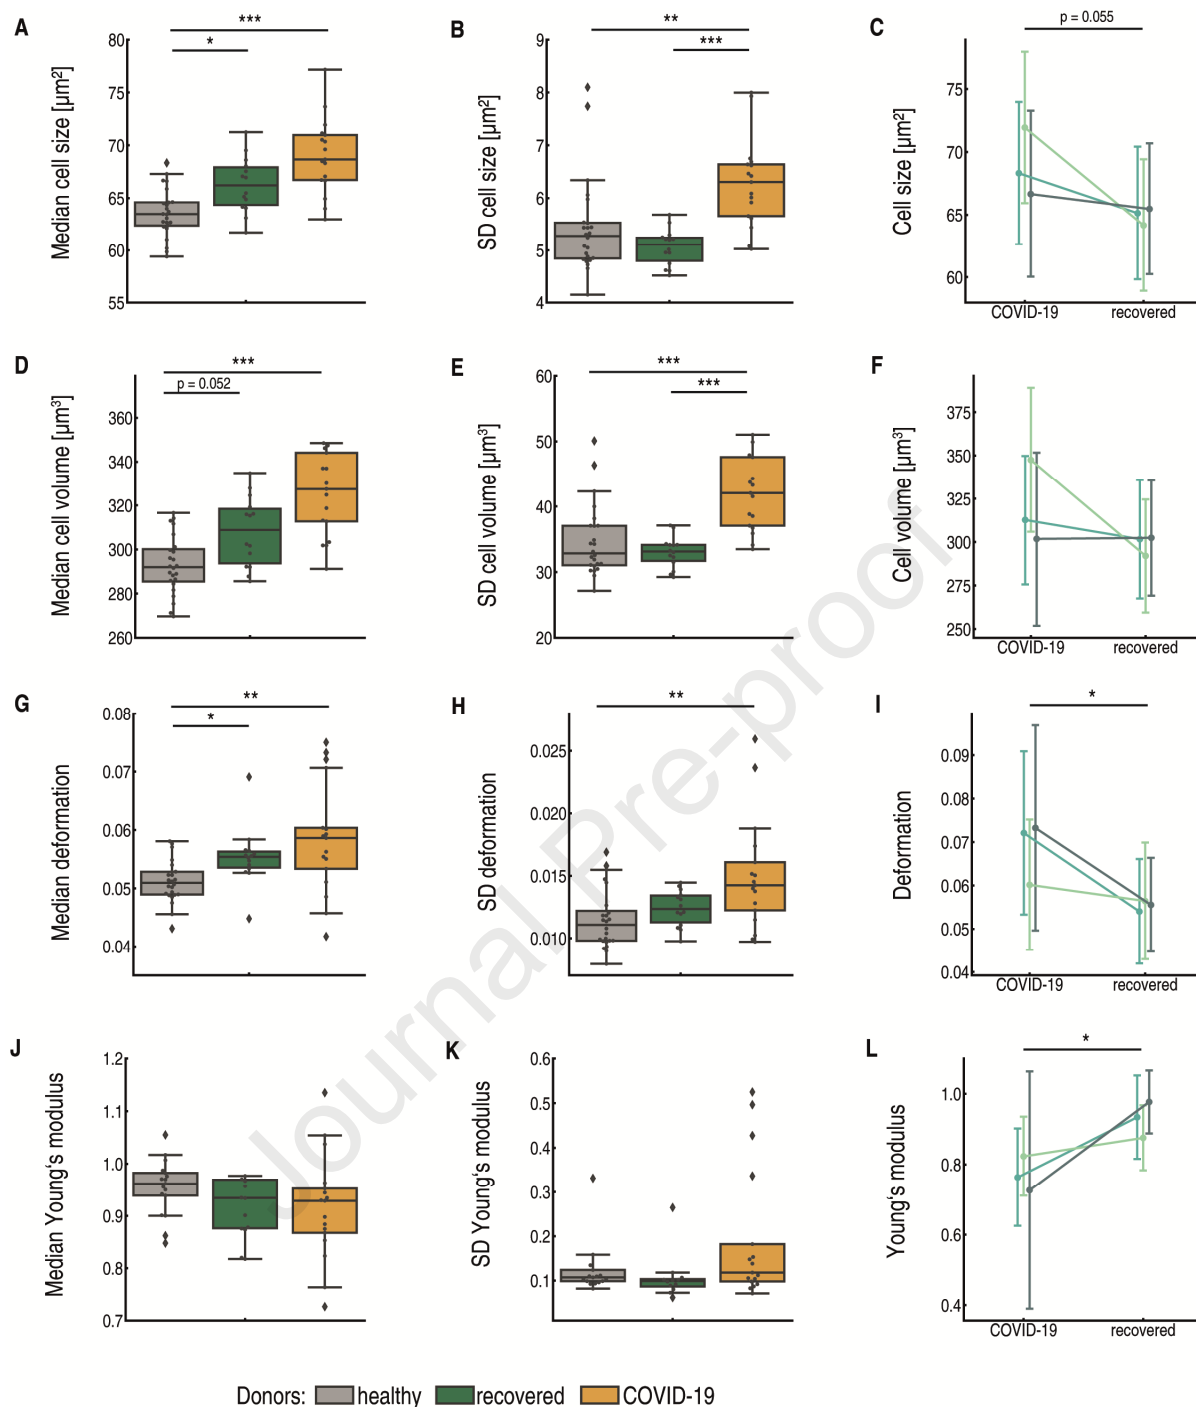 A
Median cell size [µm²]
80
75
70
65
60
55
***
*
B
SD cell size [µm²]
9
8
7
6
5
4
**
***
C
Cell size [µm²]
75
70
65
60
p = 0.055
COVID-19 recovered
D
Median cell volume [µm³]
360
340
320
300
280
260
***
p = 0.052
E
SD cell volume [µm³]
60
50
40
30
20
***
***
F
Cell volume [µm³]
375
350
325
300
275
250
COVID-19 recovered
G
Median deformation
0.08
0.07
0.06
0.05
0.04
**
*
H
SD deformation
0.025
0.020
0.015
0.010
**
I
Deformation
0.09
0.08
0.07
0.06
0.05
0.04
*
COVID-19 recovered
J
Median Young's modulus
1.2
1.1
1.0
0.9
0.8
0.7
K
SD Young's modulus
0.6
0.5
0.4
0.3
0.2
0.1
L
Young's modulus
1.0
0.8
0.6
0.4
*
COVID-19 recovered
Donors: healthy recovered COVID-19
Journal Pre-proof